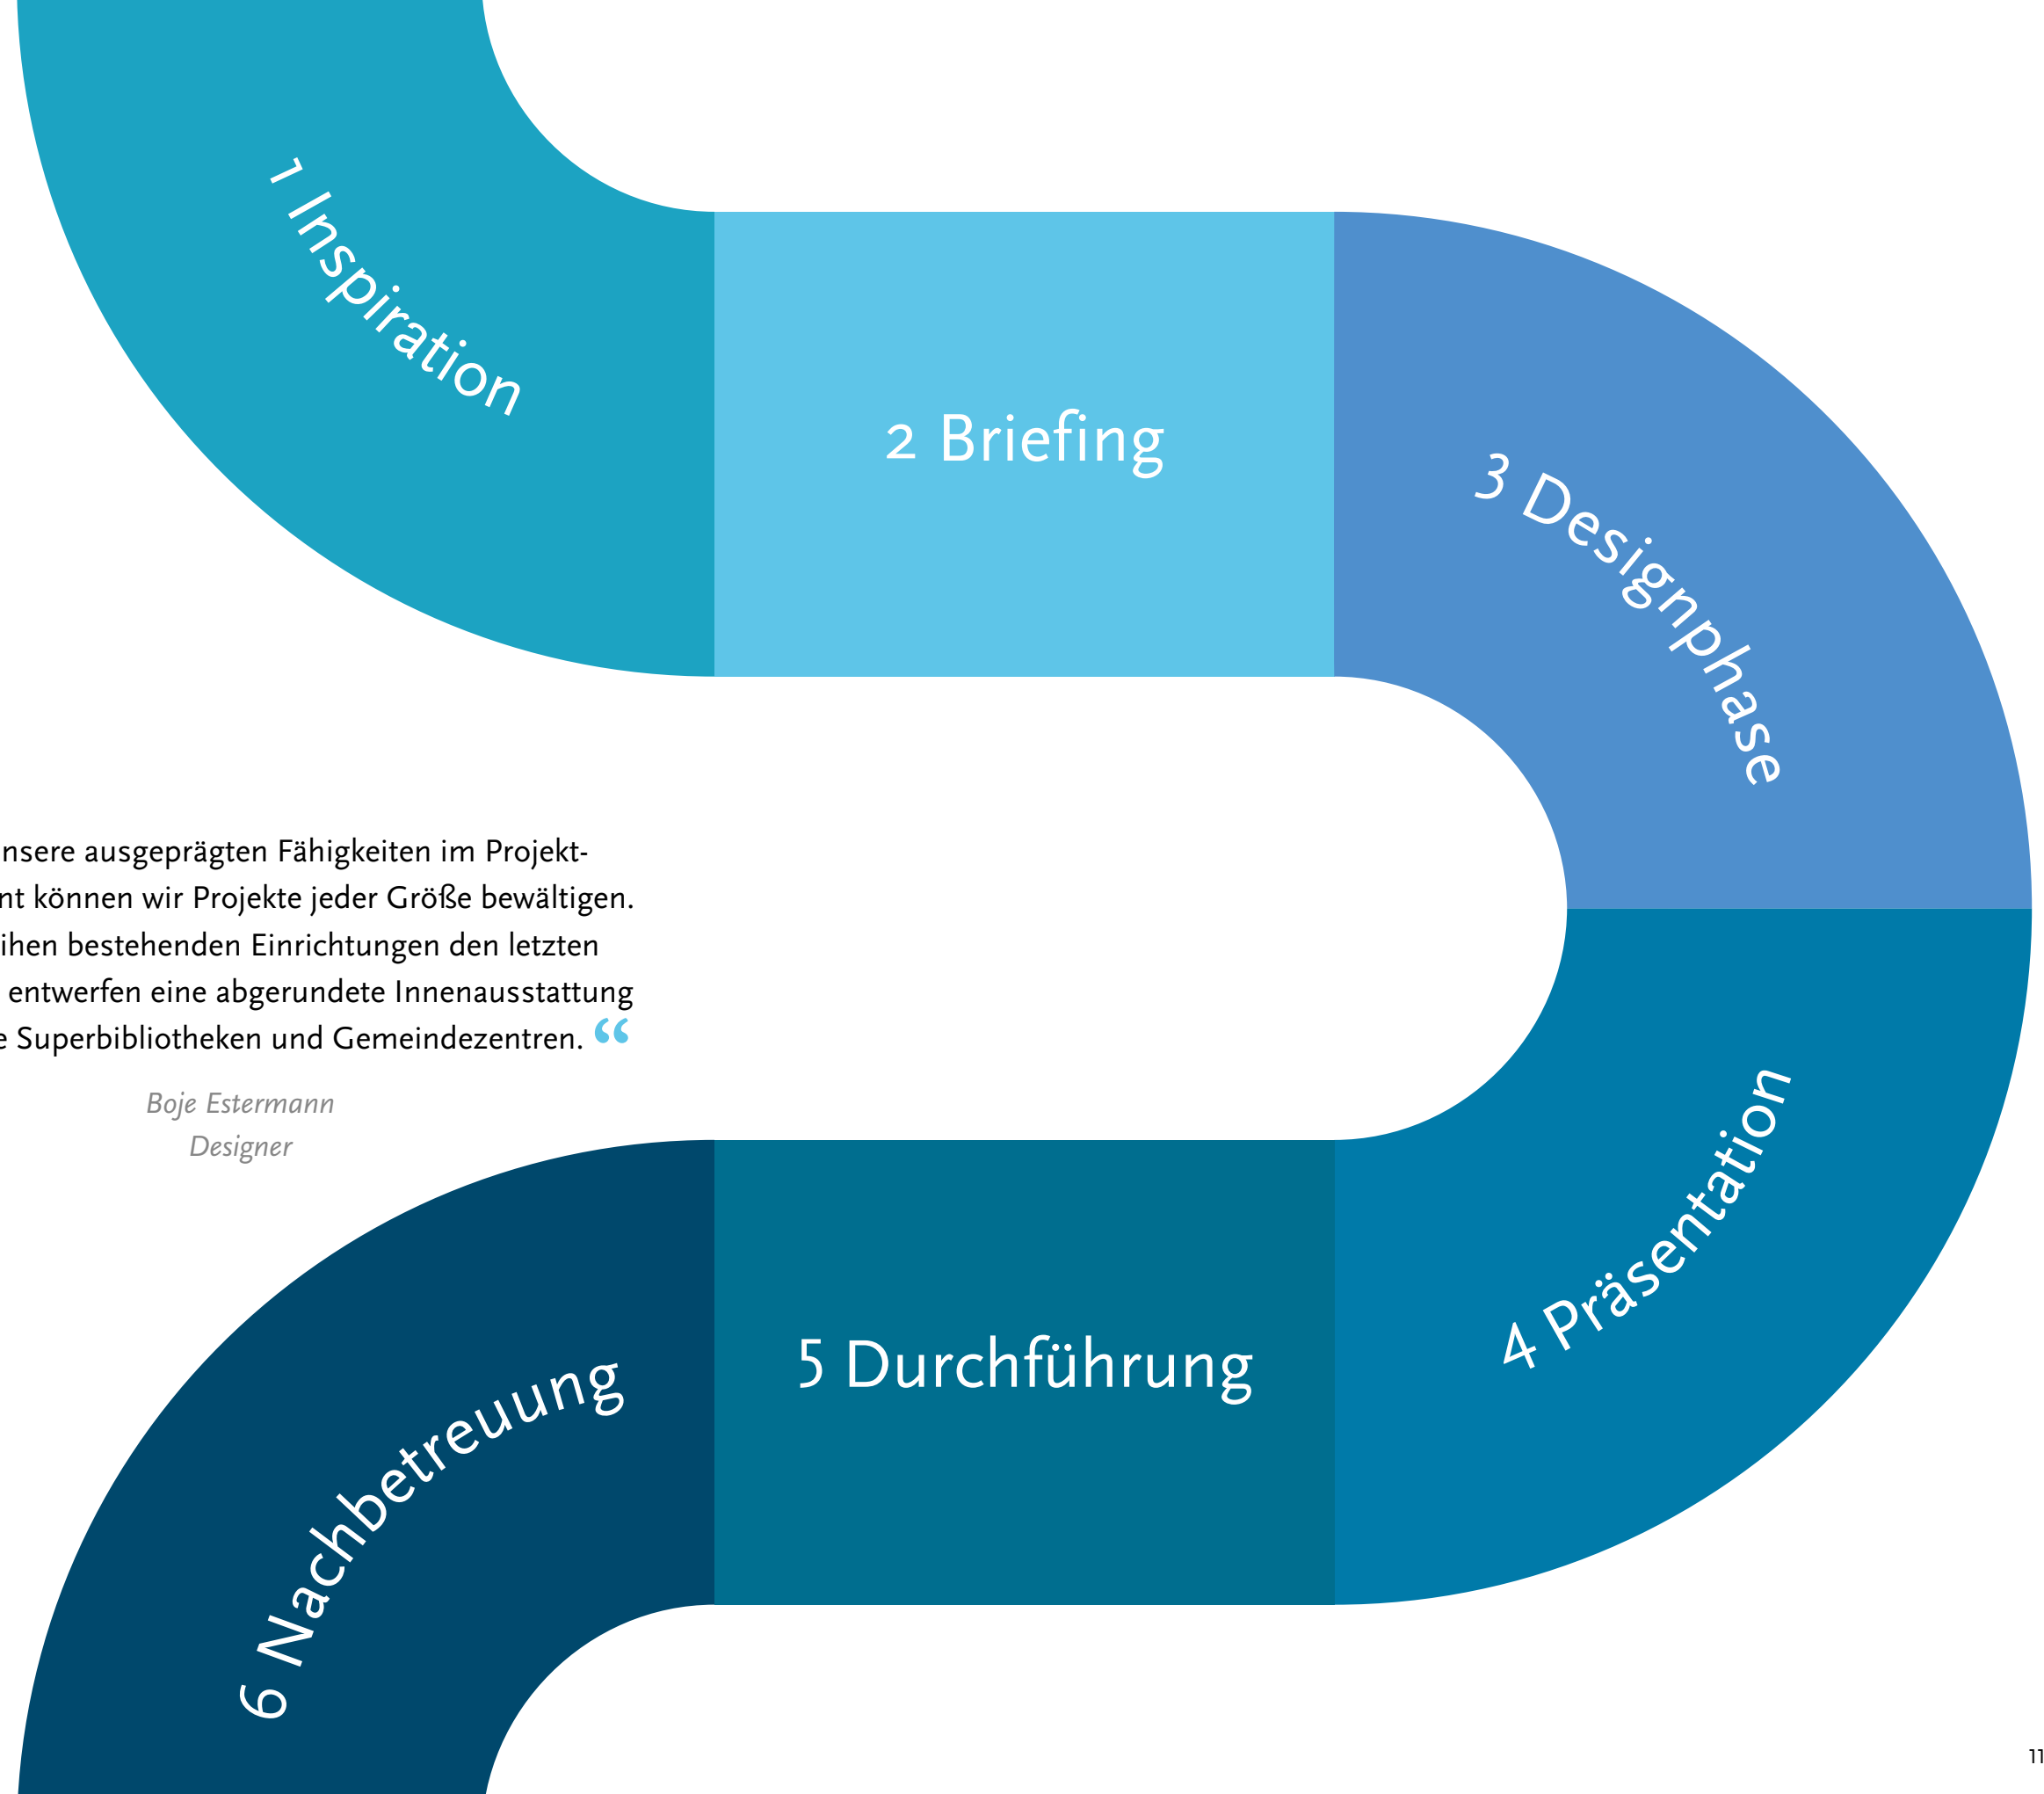 1 Inspiration
2 Briefing
3 Designphase
nsere ausgeprägten Fähigkeiten im Projekt-
nt können wir Projekte jeder Größe bewältigen.
ihen bestehenden Einrichtungen den letzten
entwerfen eine abgerundete Innenausstattung
e Superbibliotheken und Gemeindezentren. “
Boje Estermann
Designer
4 Präsentation
5 Durchführung
6 Nachbetreuung
11